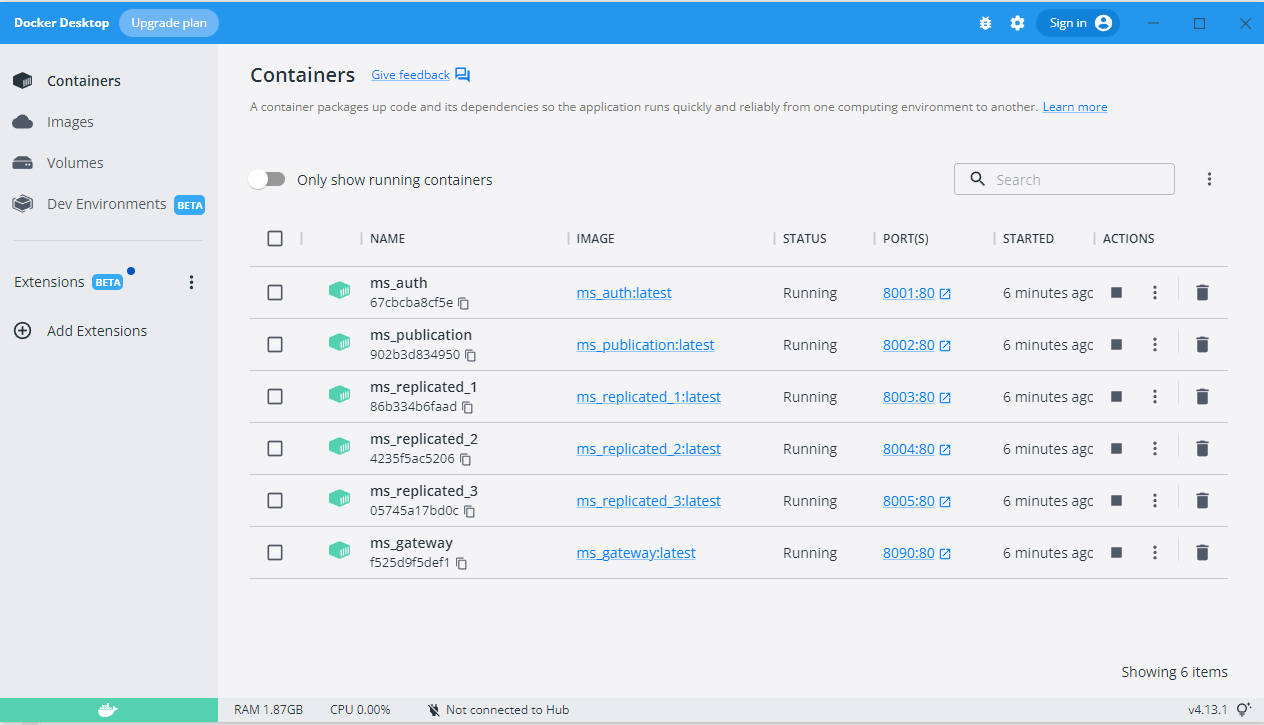 Docker Desktop Upgrade plan Sign in
Containers
Images
Volumes
Dev Environments BETA
Extensions BETA
Add Extensions
Containers Give feedback
A container packages up code and its dependencies so the application runs quickly and reliably from one computing environment to another. Learn more
Only show running containers Search
NAME IMAGE STATUS PORT(S) STARTED ACTIONS
ms_auth
67cbcba8cf5e ms_auth:latest Running 8001:80 6 minutes agc
ms_publication
902b3d834950 ms_publication:latest Running 8002:80 6 minutes agc
ms_replicated_1
86b334b6faad ms_replicated_1:latest Running 8003:80 6 minutes agc
ms_replicated_2
4235f5ac5206 ms_replicated_2:latest Running 8004:80 6 minutes agc
ms_replicated_3
05745a17bd0c ms_replicated_3:latest Running 8005:80 6 minutes agc
ms_gateway
f525d9f5def1 ms_gateway:latest Running 8090:80 6 minutes agc
Showing 6 items
RAM 1.87GB CPU 0.00% Not connected to Hub v4.13.1